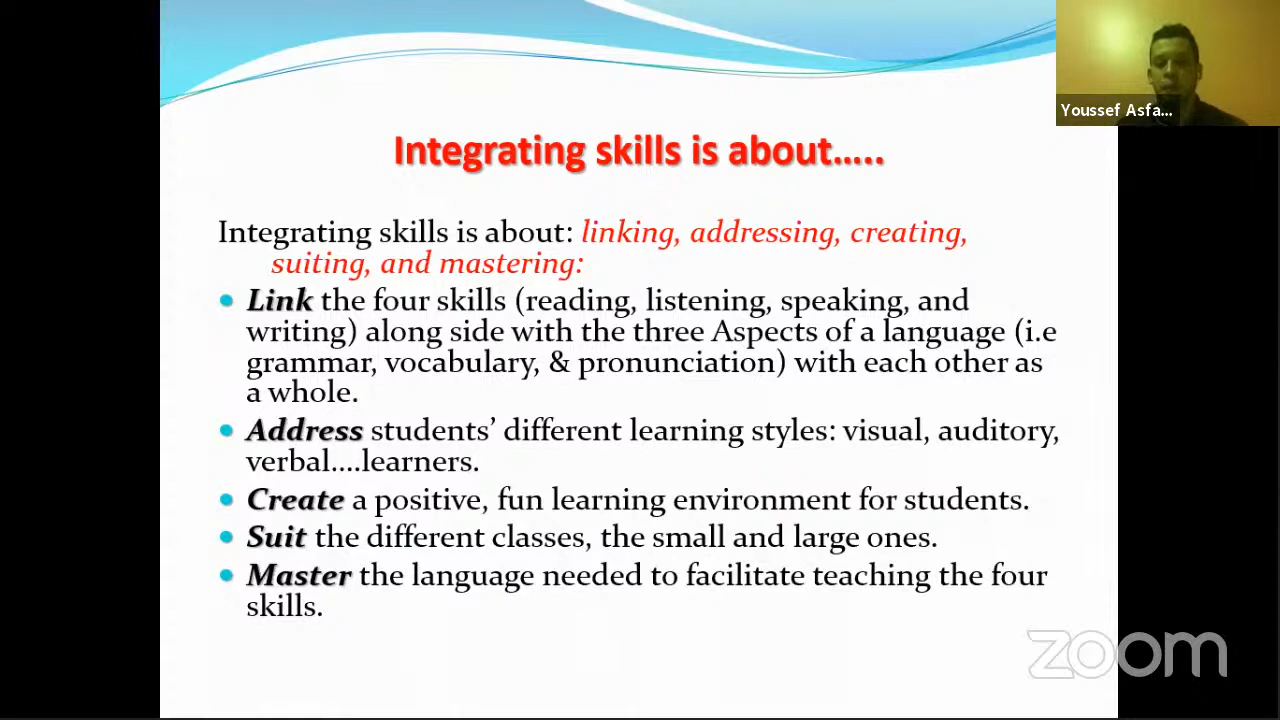 Youssef Asfa...
Integrating skills is about.....
Integrating skills is about: linking, addressing, creating,
suiting, and mastering:
• Link the four skills (reading, listening, speaking, and
writing) along side with the three Aspects of a language (i.e
grammar, vocabulary, & pronunciation) with each other as
a whole.
• Address students’ different learning styles: visual, auditory,
verbal....learners.
• Create a positive, fun learning environment for students.
• Suit the different classes, the small and large ones.
• Master the language needed to facilitate teaching the four
skills.
zoom